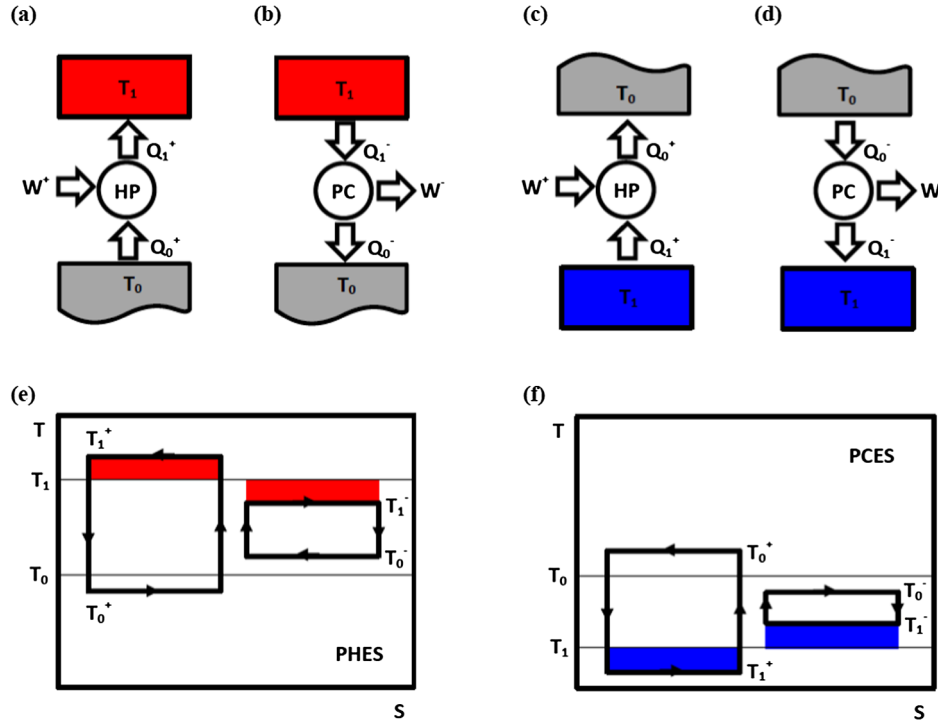 (a)
(b)
(c)
(d)
T₁
T₁
T₀
T₀
Q₁⁺
Q₁⁻
Q₀⁺
Q₀⁻
W⁺
HP
PC
W⁻
W⁺
HP
PC
W
Q₀⁺
Q₀⁻
Q₁⁺
Q₁⁻
T₀
T₀
T₁
T₁
(e)
(f)
T
T₁⁺
T₁
T₁⁻
T₀⁻
T₀
T₀⁺
PHES
S
T
PCES
T₀⁺
T₀
T₀⁻
T₁⁻
T₁
T₁⁺
S